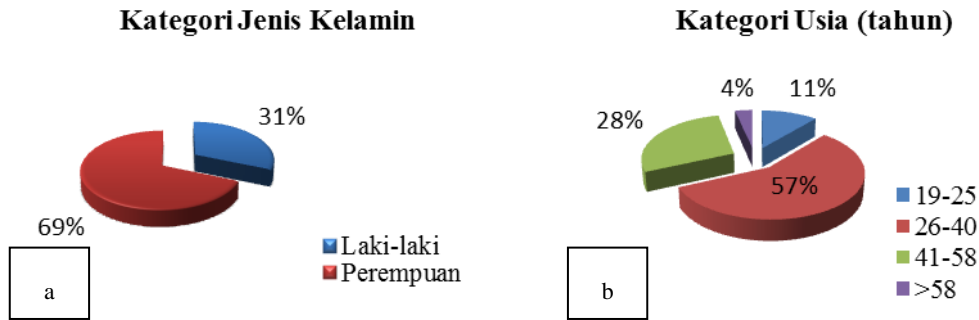 Kategori Jenis Kelamin
31%
69%
Laki-laki
Perempuan
a
Kategori Usia (tahun)
4%
11%
28%
57%
19-25
26-40
41-58
>58
b